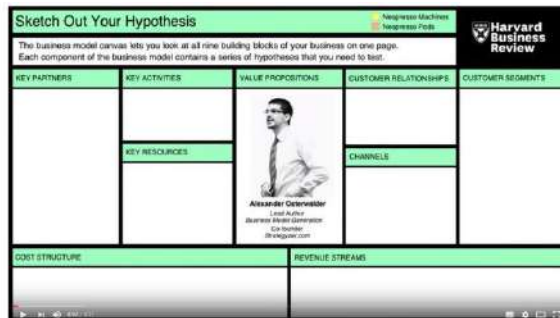 Sketch Out Your Hypothesis
Nespresso Machines
Nespresso Pods
Harvard
Business
Review
The business model canvas lets you look at all nine building blocks of your business on one page.
Each component of the business model contains a series of hypotheses that you need to test.
KEY PARTNERS
KEY ACTIVITIES
VALUE PROPOSITIONS
CUSTOMER RELATIONSHIPS
CUSTOMER SEGMENTS
KEY RESOURCES
CHANNELS
Alexander Osterwalder
Lead Author
Business Model Generation
Co-founder
Strategyzer.com
COST STRUCTURE
REVENUE STREAMS